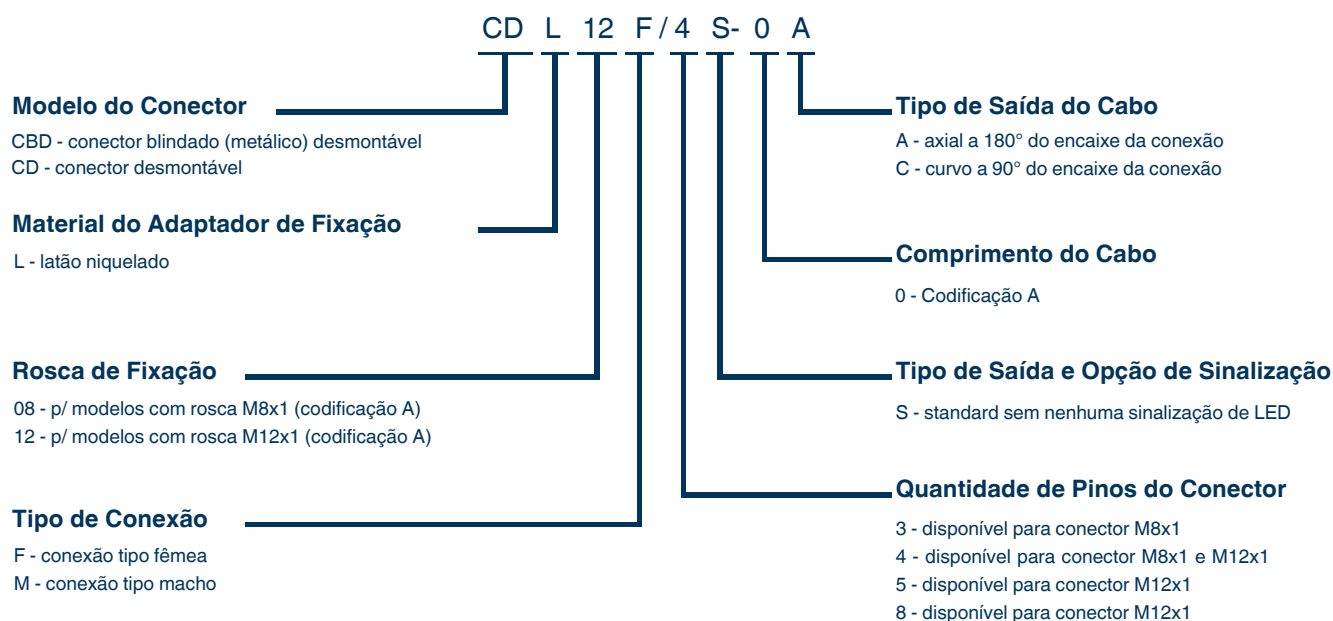 CD L 12 F / 4 S- 0 A
Modelo do Conector
CBD - conector blindado (metálico) desmontável
CD - conector desmontável
Material do Adaptador de Fixação
L - latão niquelado
Rosca de Fixação
08 - p/ modelos com rosca M8x1 (codificação A)
12 - p/ modelos com rosca M12x1 (codificação A)
Tipo de Conexão
F - conexão tipo fêmea
M - conexão tipo macho
Tipo de Saída do Cabo
A - axial a 180° do encaixe da conexão
C - curvo a 90° do encaixe da conexão
Comprimento do Cabo
0 - Codificação A
Tipo de Saída e Opção de Sinalização
S - standard sem nenhuma sinalização de LED
Quantidade de Pinos do Conector
3 - disponível para conector M8x1
4 - disponível para conector M8x1 e M12x1
5 - disponível para conector M12x1
8 - disponível para conector M12x1